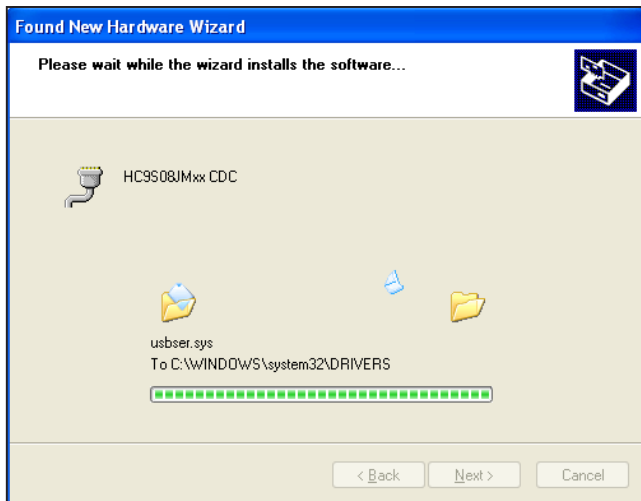 Found New Hardware Wizard
Please wait while the wizard installs the software...
HC9S08JMxx CDC
usbser.sys
To C:\WINDOWS\system32\DRIVERS
< Back Next > Cancel